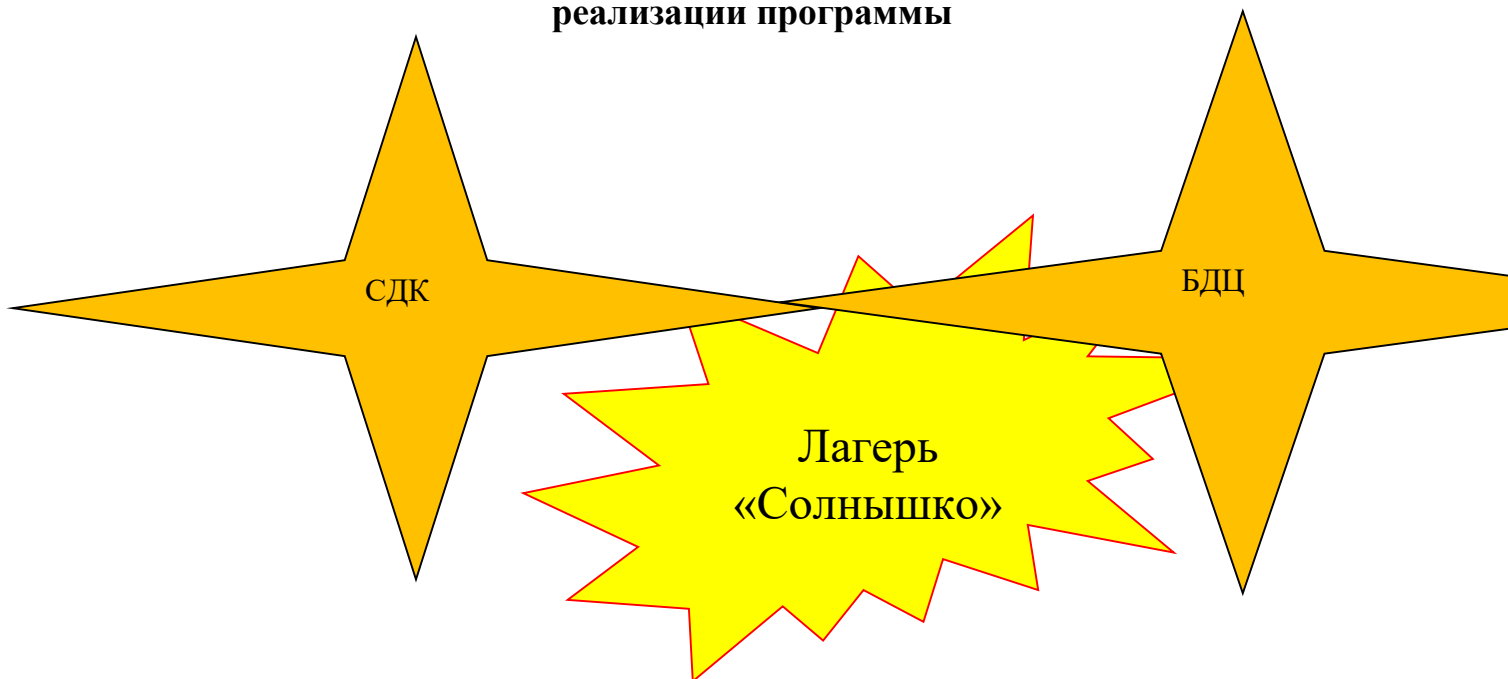 реализации программы
СДК
БДЦ
Лагерь
«Солнышко»